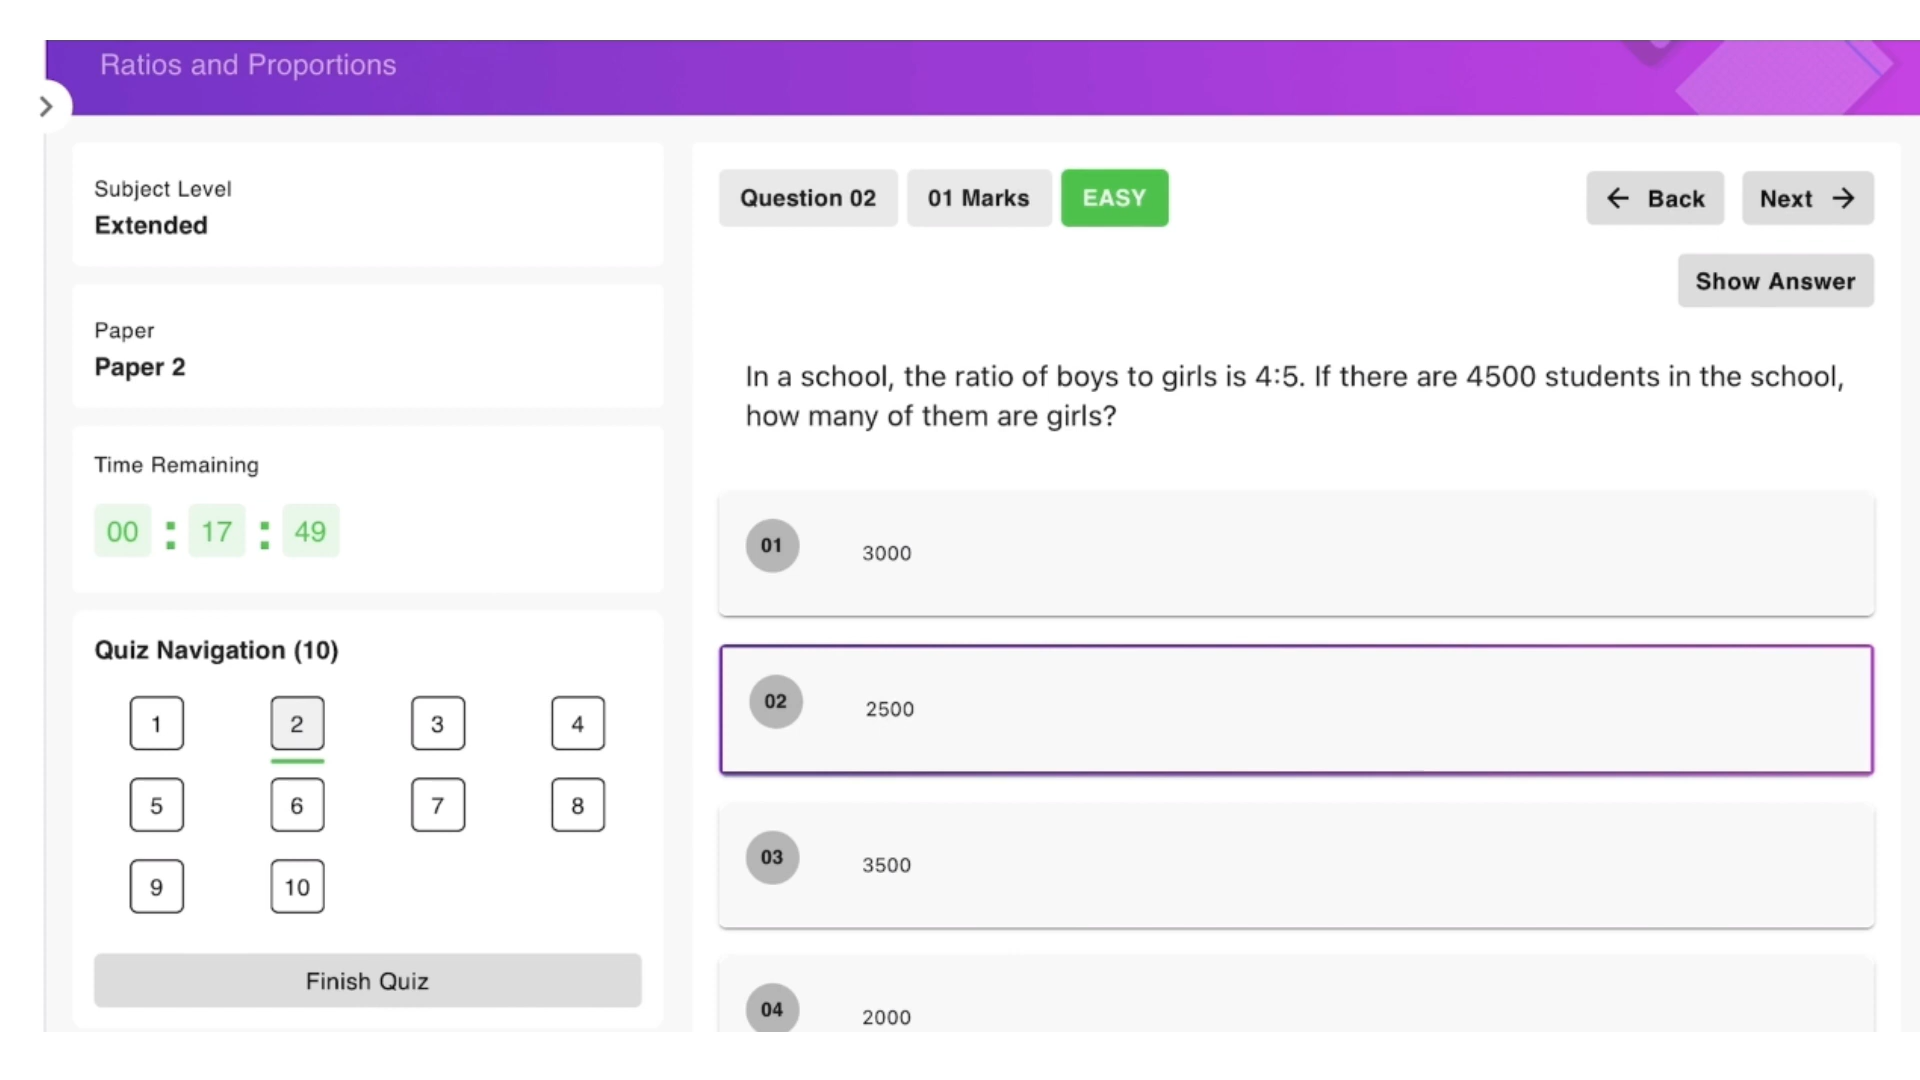 Ratios and Proportions
Subject Level
Extended
Paper
Paper 2
Time Remaining
00 : 17 : 49
Quiz Navigation (10)
1 2 3 4
5 6 7 8
9 10
Finish Quiz
Question 02 01 Marks EASY
← Back Next →
Show Answer
In a school, the ratio of boys to girls is 4:5. If there are 4500 students in the school,
how many of them are girls?
01 3000
02 2500
03 3500
04 2000